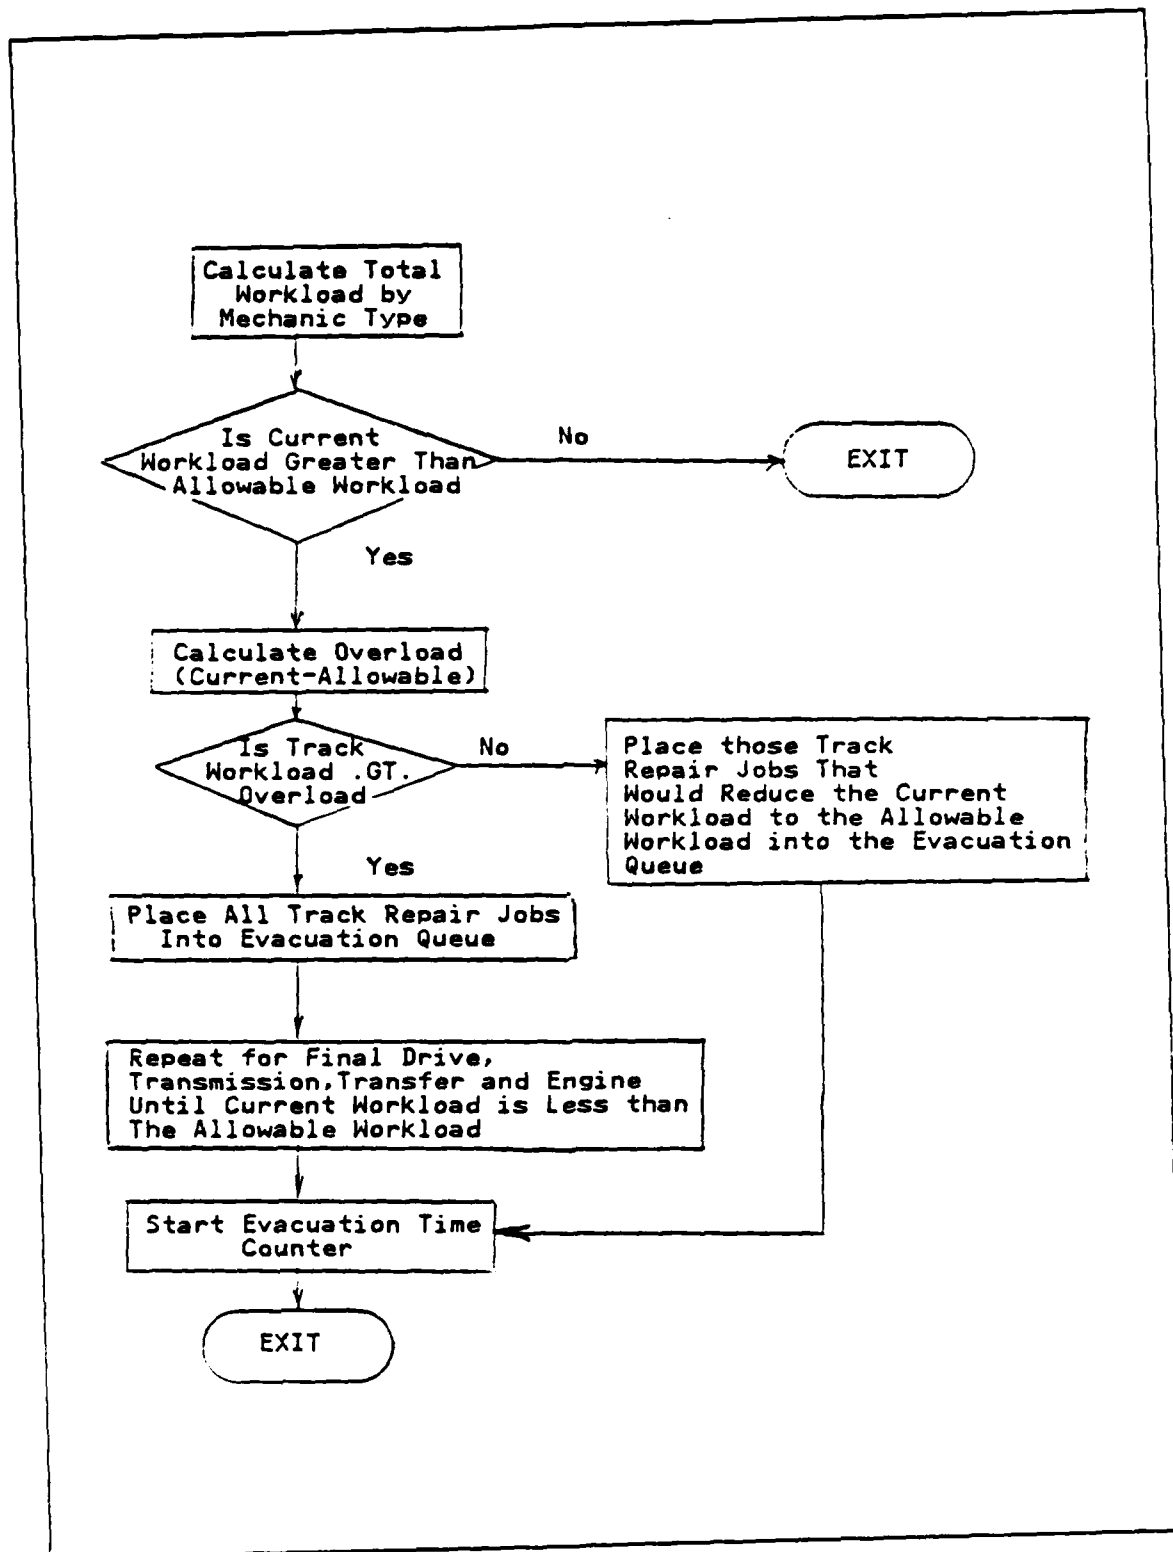 Calculate Total
Workload by
Mechanic Type
Is Current
Workload Greater Than
Allowable Workload
No
EXIT
Yes
Calculate Overload
(Current-Allowable)
Is Track
Workload .GT.
Overload
No
Place those Track
Repair Jobs That
Would Reduce the Current
Workload to the Allowable
Workload into the Evacuation
Queue
Yes
Place All Track Repair Jobs
Into Evacuation Queue
Repeat for Final Drive,
Transmission,Transfer and Engine
Until Current Workload is Less than
The Allowable Workload
Start Evacuation Time
Counter
EXIT